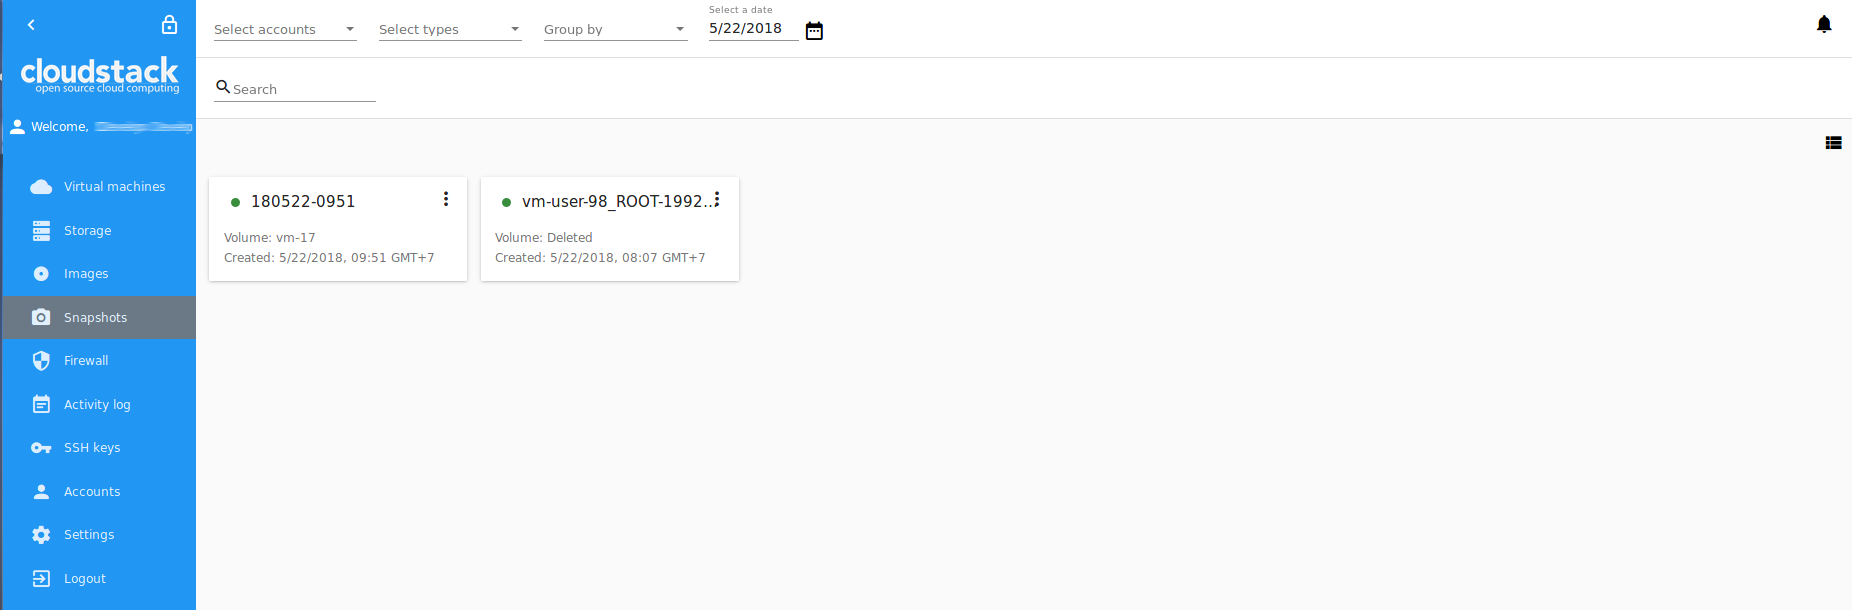 cloudstack
open source cloud computing
Welcome,
Virtual machines
Storage
Images
Snapshots
Firewall
Activity log
SSH keys
Accounts
Settings
Logout
Select accounts
Select types
Group by
Select a date
5/22/2018
Search
180522-0951
Volume: vm-17
Created: 5/22/2018, 09:51 GMT+7
vm-user-98_ROOT-1992...
Volume: Deleted
Created: 5/22/2018, 08:07 GMT+7